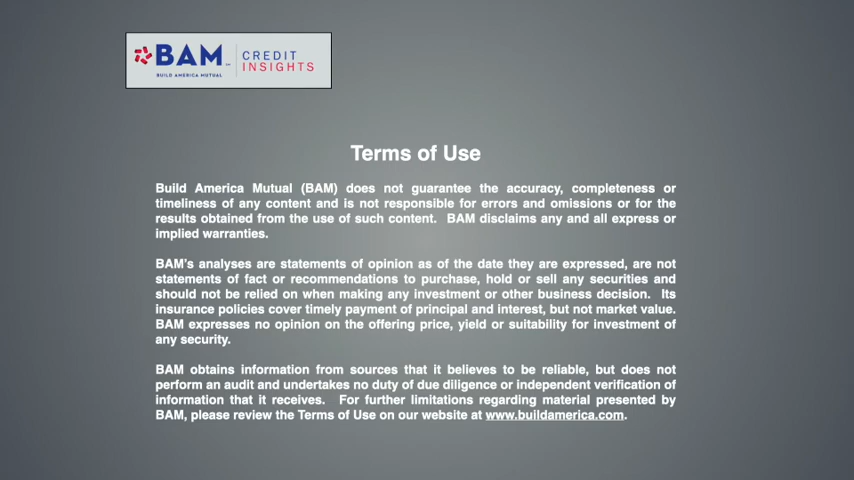 BAM SM
BUILD AMERICA MUTUAL
CREDIT
INSIGHTS
Terms of Use
Build America Mutual (BAM) does not guarantee the accuracy, completeness or
timeliness of any content and is not responsible for errors and omissions or for the
results obtained from the use of such content. BAM disclaims any and all express or
implied warranties.
BAM's analyses are statements of opinion as of the date they are expressed, are not
statements of fact or recommendations to purchase, hold or sell any securities and
should not be relied on when making any investment or other business decision. Its
insurance policies cover timely payment of principal and interest, but not market value.
BAM expresses no opinion on the offering price, yield or suitability for investment of
any security.
BAM obtains information from sources that it believes to be reliable, but does not
perform an audit and undertakes no duty of due diligence or independent verification of
information that it receives. For further limitations regarding material presented by
BAM, please review the Terms of Use on our website at www.buildamerica.com.